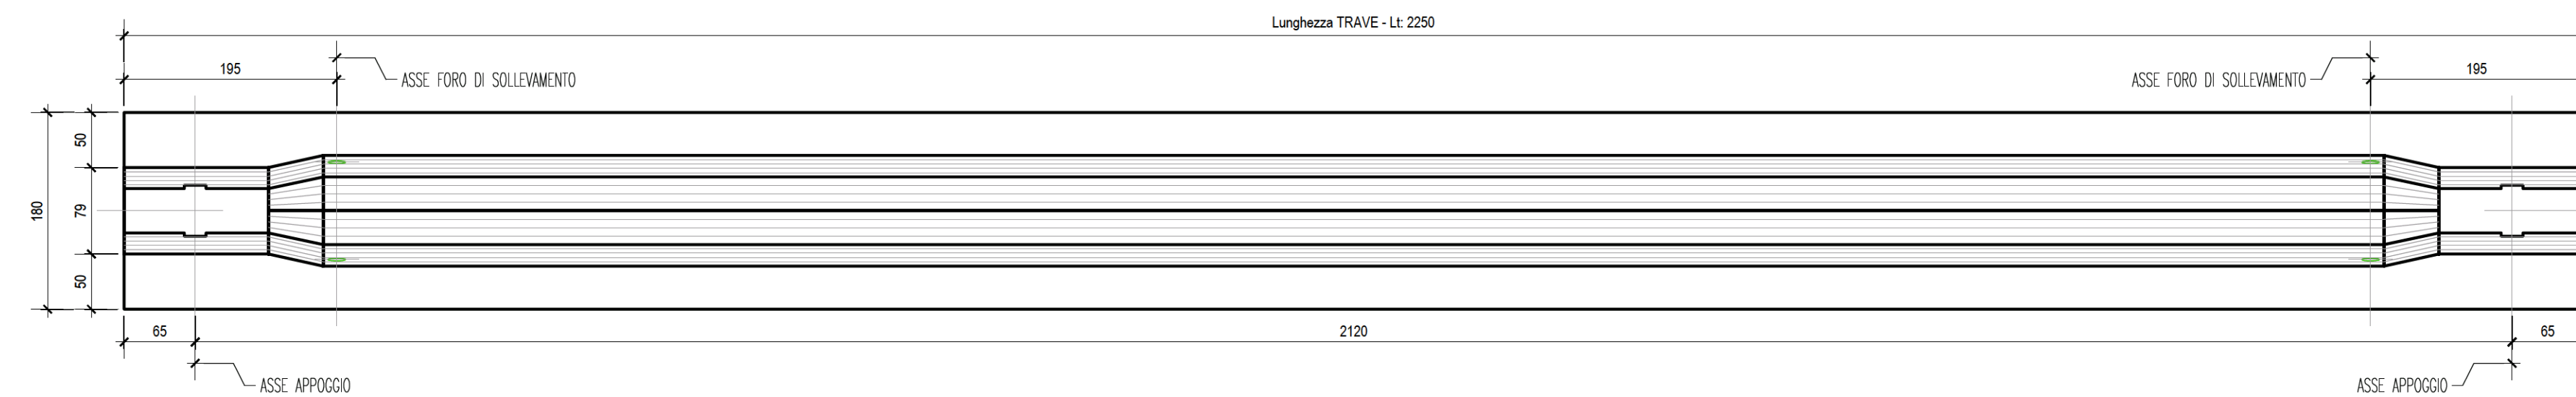 Lunghezza TRAVE - Lt: 2250
195
195
ASSE FORO DI SOLLEVAMENTO
ASSE FORO DI SOLLEVAMENTO
50
180
79
50
65
2120
65
ASSE APPOGGIO
ASSE APPOGGIO